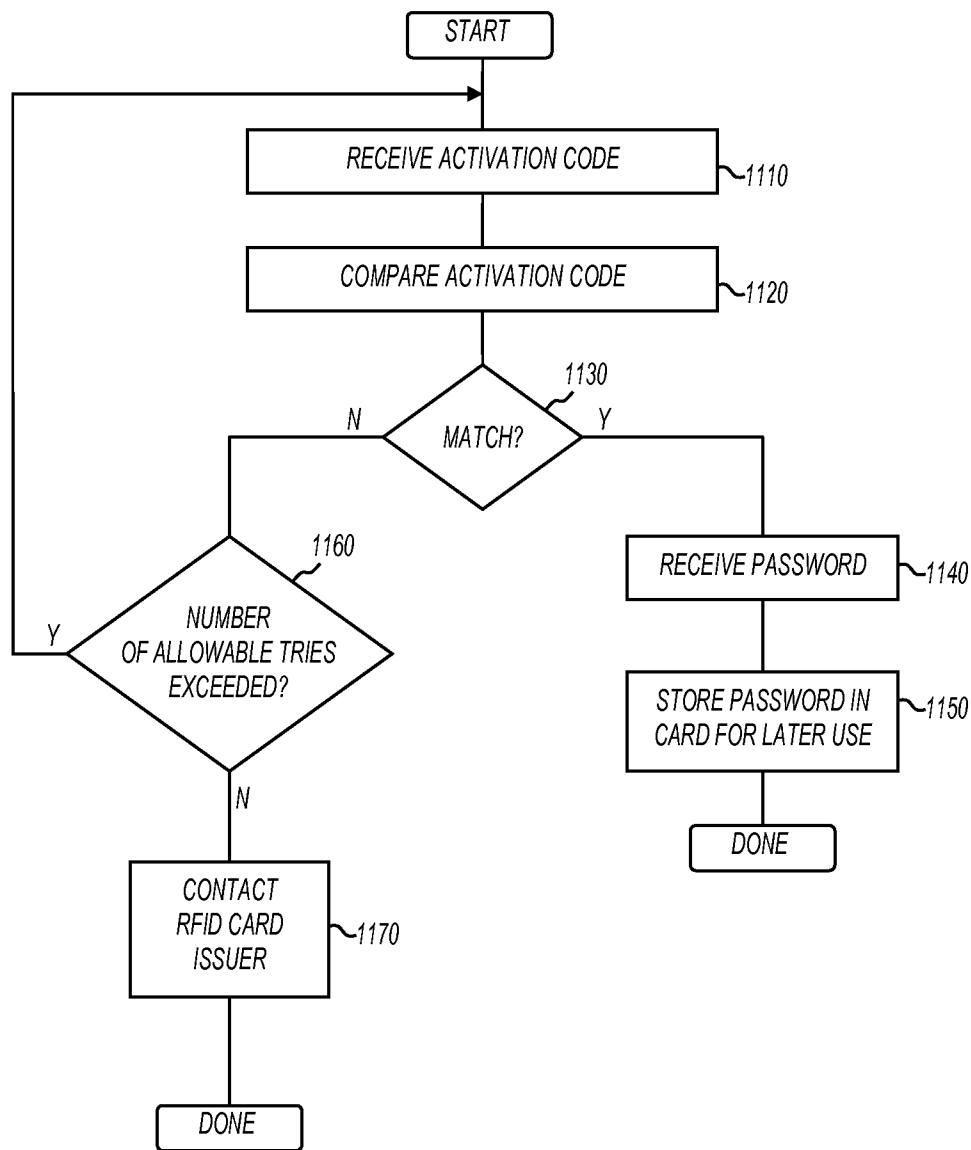 START
RECEIVE ACTIVATION CODE
1110
COMPARE ACTIVATION CODE
1120
1130
MATCH?
N
Y
1160
NUMBER
OF ALLOWABLE TRIES
EXCEEDED?
Y
N
RECEIVE PASSWORD
1140
STORE PASSWORD IN
CARD FOR LATER USE
1150
DONE
CONTACT
RFID CARD
ISSUER
1170
DONE